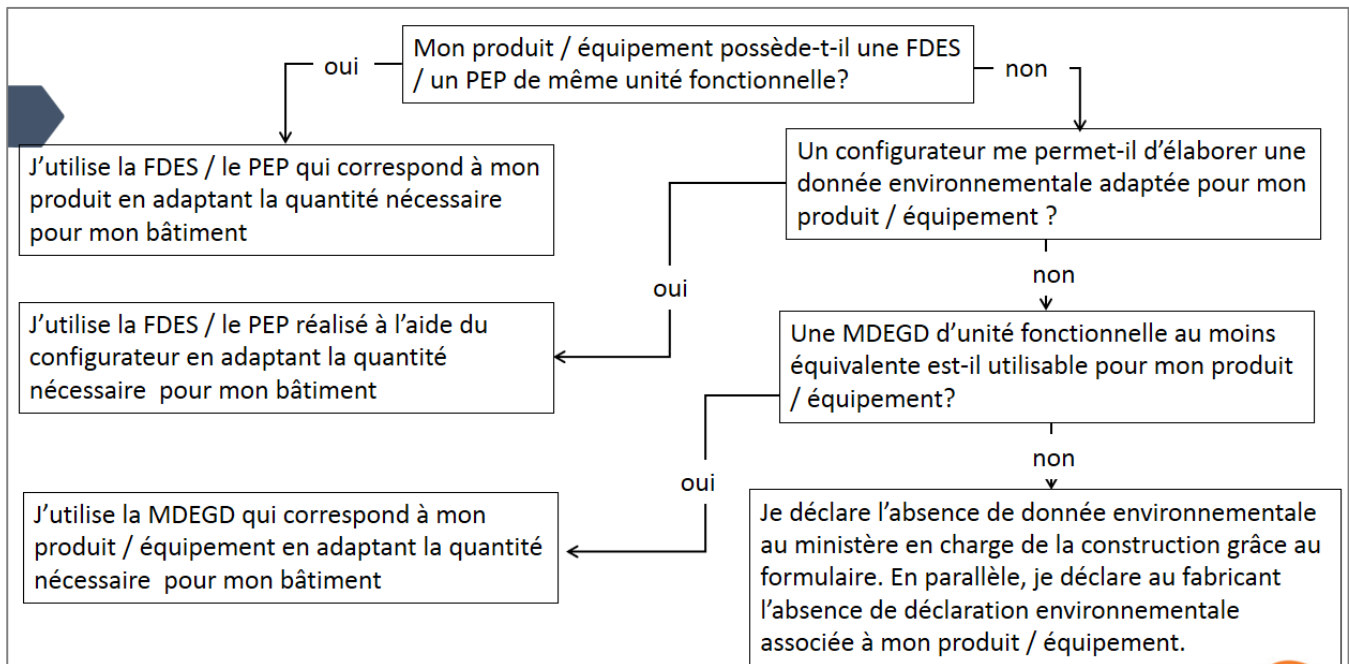 Mon produit / équipement possède-t-il une FDES
/ un PEP de même unité fonctionnelle?
oui
non
J'utilise la FDES / le PEP qui correspond à mon
produit en adaptant la quantité nécessaire
pour mon bâtiment
Un configurateur me permet-il d'élaborer une
donnée environnementale adaptée pour mon
produit / équipement ?
oui
non
J'utilise la FDES / le PEP réalisé à l'aide du
configurateur en adaptant la quantité
nécessaire pour mon bâtiment
Une MDEGD d'unité fonctionnelle au moins
équivalente est-il utilisable pour mon produit
/ équipement?
oui
non
J'utilise la MDEGD qui correspond à mon
produit / équipement en adaptant la quantité
nécessaire pour mon bâtiment
Je déclare l'absence de donnée environnementale
au ministère en charge de la construction grâce au
formulaire. En parallèle, je déclare au fabricant
l'absence de déclaration environnementale
associée à mon produit / équipement.